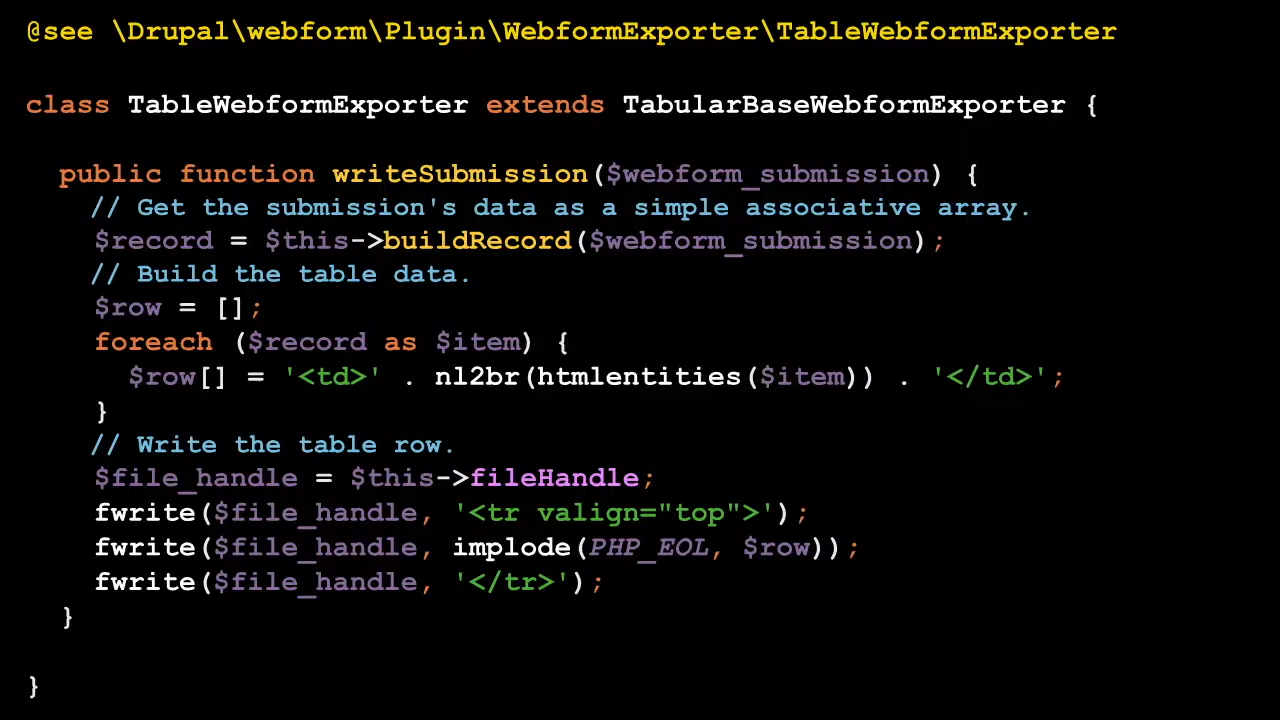 @see \Drupal\webform\Plugin\WebformExporter\TableWebformExporter
class TableWebformExporter extends TabularBaseWebformExporter {
public function writeSubmission($webform_submission) {
// Get the submission's data as a simple associative array.
$record = $this->buildRecord($webform_submission);
// Build the table data.
$row = [];
foreach ($record as $item) {
$row[] = '<td>' . nl2br(htmlentities($item)) . '</td>';
}
// Write the table row.
$file_handle = $this->fileHandle;
fwrite($file_handle, '<tr valign="top">');
fwrite($file_handle, implode(PHP_EOL, $row));
fwrite($file_handle, '</tr>');
}
}